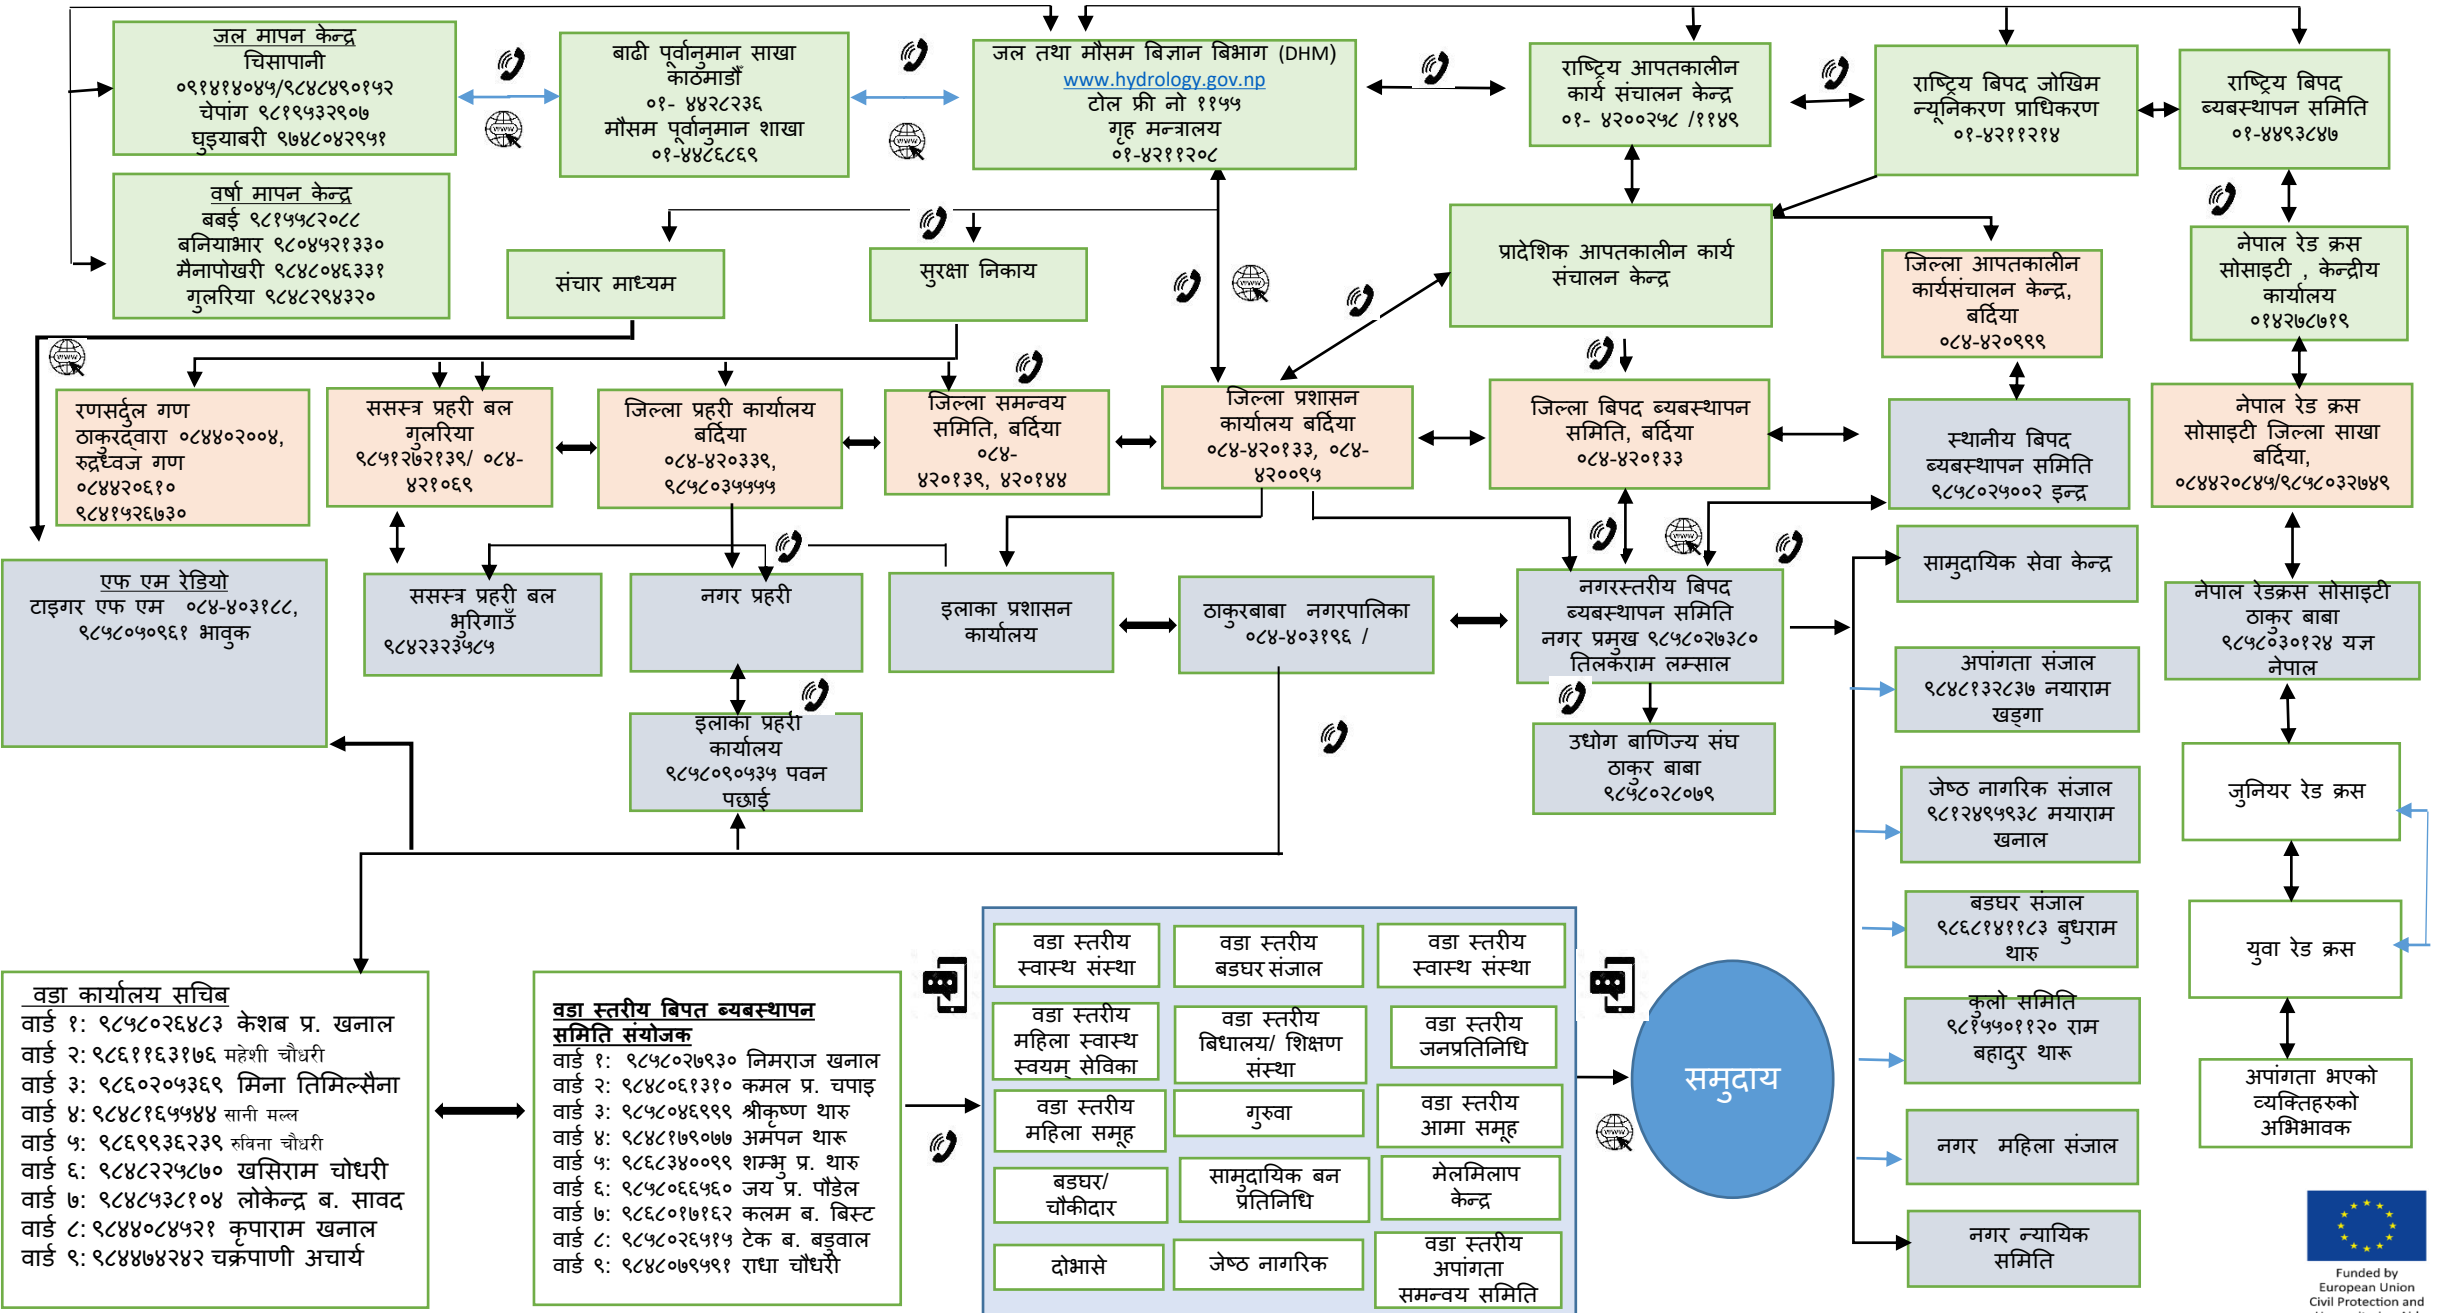 जल मापन केन्द्र
चिसापानी
०९१४१४०४५/९८४८४९०१५२
चेपांग ९८१९५३२९०७
घुइयाबरी ९७४८०४२९५१
बाढी पूर्वानुमान साखा
काठमाडौँ
०१- ४४२८२३६
मौसम पूर्वानुमान शाखा
०१-४४८६८६९
जल तथा मौसम बिज्ञान बिभाग (DHM)
www.hydrology.gov.np
टोल फ्री नो ११५५
गृह मन्त्रालय
०१-४२११२०८
राष्ट्रिय आपतकालीन
कार्य संचालन केन्द्र
०१- ४२००२५८ /११४९
राष्ट्रिय बिपद जोखिम
न्यूनिकरण प्राधिकरण
०१-४२११२१४
राष्ट्रिय बिपद
ब्यबस्थापन समिति
०१-४४९३८४७
वर्षा मापन केन्द्र
बबई ९८१५५८२०८८
बनियाभार ९८०४५२१३३०
मैनापोखरी ९८४८०४६३३१
गुलरिया ९८४८२९४३२०
संचार माध्यम
सुरक्षा निकाय
प्रादेशिक आपतकालीन कार्य
संचालन केन्द्र
जिल्ला आपतकालीन
कार्यसंचालन केन्द्र,
बर्दिया
०८४-४२०९९९
नेपाल रेड क्रस
सोसाइटी , केन्द्रीय
कार्यालय
०१४२७८७१९
रणसर्दुल गण
ठाकुरद्वारा ०८४४०२००४,
रुद्रध्वज गण
०८४४२०६१०
९८४१५२६७३०
ससस्त्र प्रहरी बल
गुलरिया
९८५१२७२१३९/ ०८४-
४२१०६९
जिल्ला प्रहरी कार्यालय
बर्दिया
०८४-४२०३३९,
९८५८०३५५५५
जिल्ला समन्वय
समिति, बर्दिया
०८४-
४२०१३९, ४२०१४४
जिल्ला प्रशासन
कार्यालय बर्दिया
०८४-४२०१३३, ०८४-
४२००९५
जिल्ला बिपद ब्यबस्थापन
समिति, बर्दिया
०८४-४२०१३३
स्थानीय बिपद
ब्यबस्थापन समिति
९८५८०२५००२ इन्द्र
नेपाल रेड क्रस
सोसाइटी जिल्ला साखा
बर्दिया,
०८४४२०८४५/९८५८०३२७४९
एफ एम रेडियो
टाइगर एफ एम ०८४-४०३१८८,
९८५८०५०९६१ भावुक
ससस्त्र प्रहरी बल
भुरिगाउँ
९८४२३२३५८५
नगर प्रहरी
इलाका प्रशासन
कार्यालय
ठाकुरबाबा नगरपालिका
०८४-४०३१९६ /
नगरस्तरीय बिपद
ब्यबस्थापन समिति
नगर प्रमुख ९८५८०२७३८०
तिलकराम लम्साल
सामुदायिक सेवा केन्द्र
नेपाल रेडक्रस सोसाइटी
ठाकुर बाबा
९८५८०३०१२४ यज्ञ
नेपाल
अपांगता संजाल
९८४८१३२८३७ नयाराम
खड्गा
इलाका प्रहरी
कार्यालय
९८५८०९०५३५ पवन
पछाई
उधोग बाणिज्य संघ
ठाकुर बाबा
९८५८०२८०७९
जेष्ठ नागरिक संजाल
९८१२४९५९३८ मयाराम
खनाल
जुनियर रेड क्रस
बडघर संजाल
९८६८१४११८३ बुधराम
थारु
युवा रेड क्रस
कुलो समिति
९८१५५०११२० राम
बहादुर थारू
अपांगता भएको
व्यक्तिहरुको
अभिभावक
नगर महिला संजाल
नगर न्यायिक
समिति
वडा कार्यालय सचिब
वार्ड १: ९८५८०२६४८३ केशब प्र. खनाल
वार्ड २: ९८६११६३१७६ महेशी चौधरी
वार्ड ३: ९८६०२०५३६९ मिना तिमिल्सैना
वार्ड ४: ९८४८१६५५४४ सानी मल्ल
वार्ड ५: ९८६९९३६२३९ रुविना चौधरी
वार्ड ६: ९८४८२२५८७० खसिराम चोधरी
वार्ड ७: ९८४८५३८१०४ लोकेन्द्र ब. सावद
वार्ड ८: ९८४४०८४५२१ कृपाराम खनाल
वार्ड ९: ९८४४७४२४२ चक्रपाणी अचार्य
वडा स्तरीय बिपत ब्यबस्थापन
समिति संयोजक
वार्ड १: ९८५८०२७९३० निमराज खनाल
वार्ड २: ९८४८०६१३१० कमल प्र. चपाइ
वार्ड ३: ९८५८०४६९९९ श्रीकृष्ण थारु
वार्ड ४: ९८४८१७९०७७ अमपन थारू
वार्ड ५: ९८६८३४००९९ शम्भु प्र. थारु
वार्ड ६: ९८५८०६६५६० जय प्र. पौडेल
वार्ड ७: ९८६८०१७१६२ कलम ब. बिस्ट
वार्ड ८: ९८५८०२६५१५ टेक ब. बडुवाल
वार्ड ९: ९८४८०७९५९१ राधा चौधरी
वडा स्तरीय
स्वास्थ संस्था
वडा स्तरीय
बडघर संजाल
वडा स्तरीय
स्वास्थ संस्था
वडा स्तरीय
महिला स्वास्थ
स्वयम् सेविका
वडा स्तरीय
बिधालय/ शिक्षण
संस्था
वडा स्तरीय
जनप्रतिनिधि
वडा स्तरीय
महिला समूह
गुरुवा
वडा स्तरीय
आमा समूह
बडघर/
चौकीदार
सामुदायिक बन
प्रतिनिधि
मेलमिलाप
केन्द्र
दोभासे
जेष्ठ नागरिक
वडा स्तरीय
अपांगता
समन्वय समिति
समुदाय
Funded by
European Union
Civil Protection and